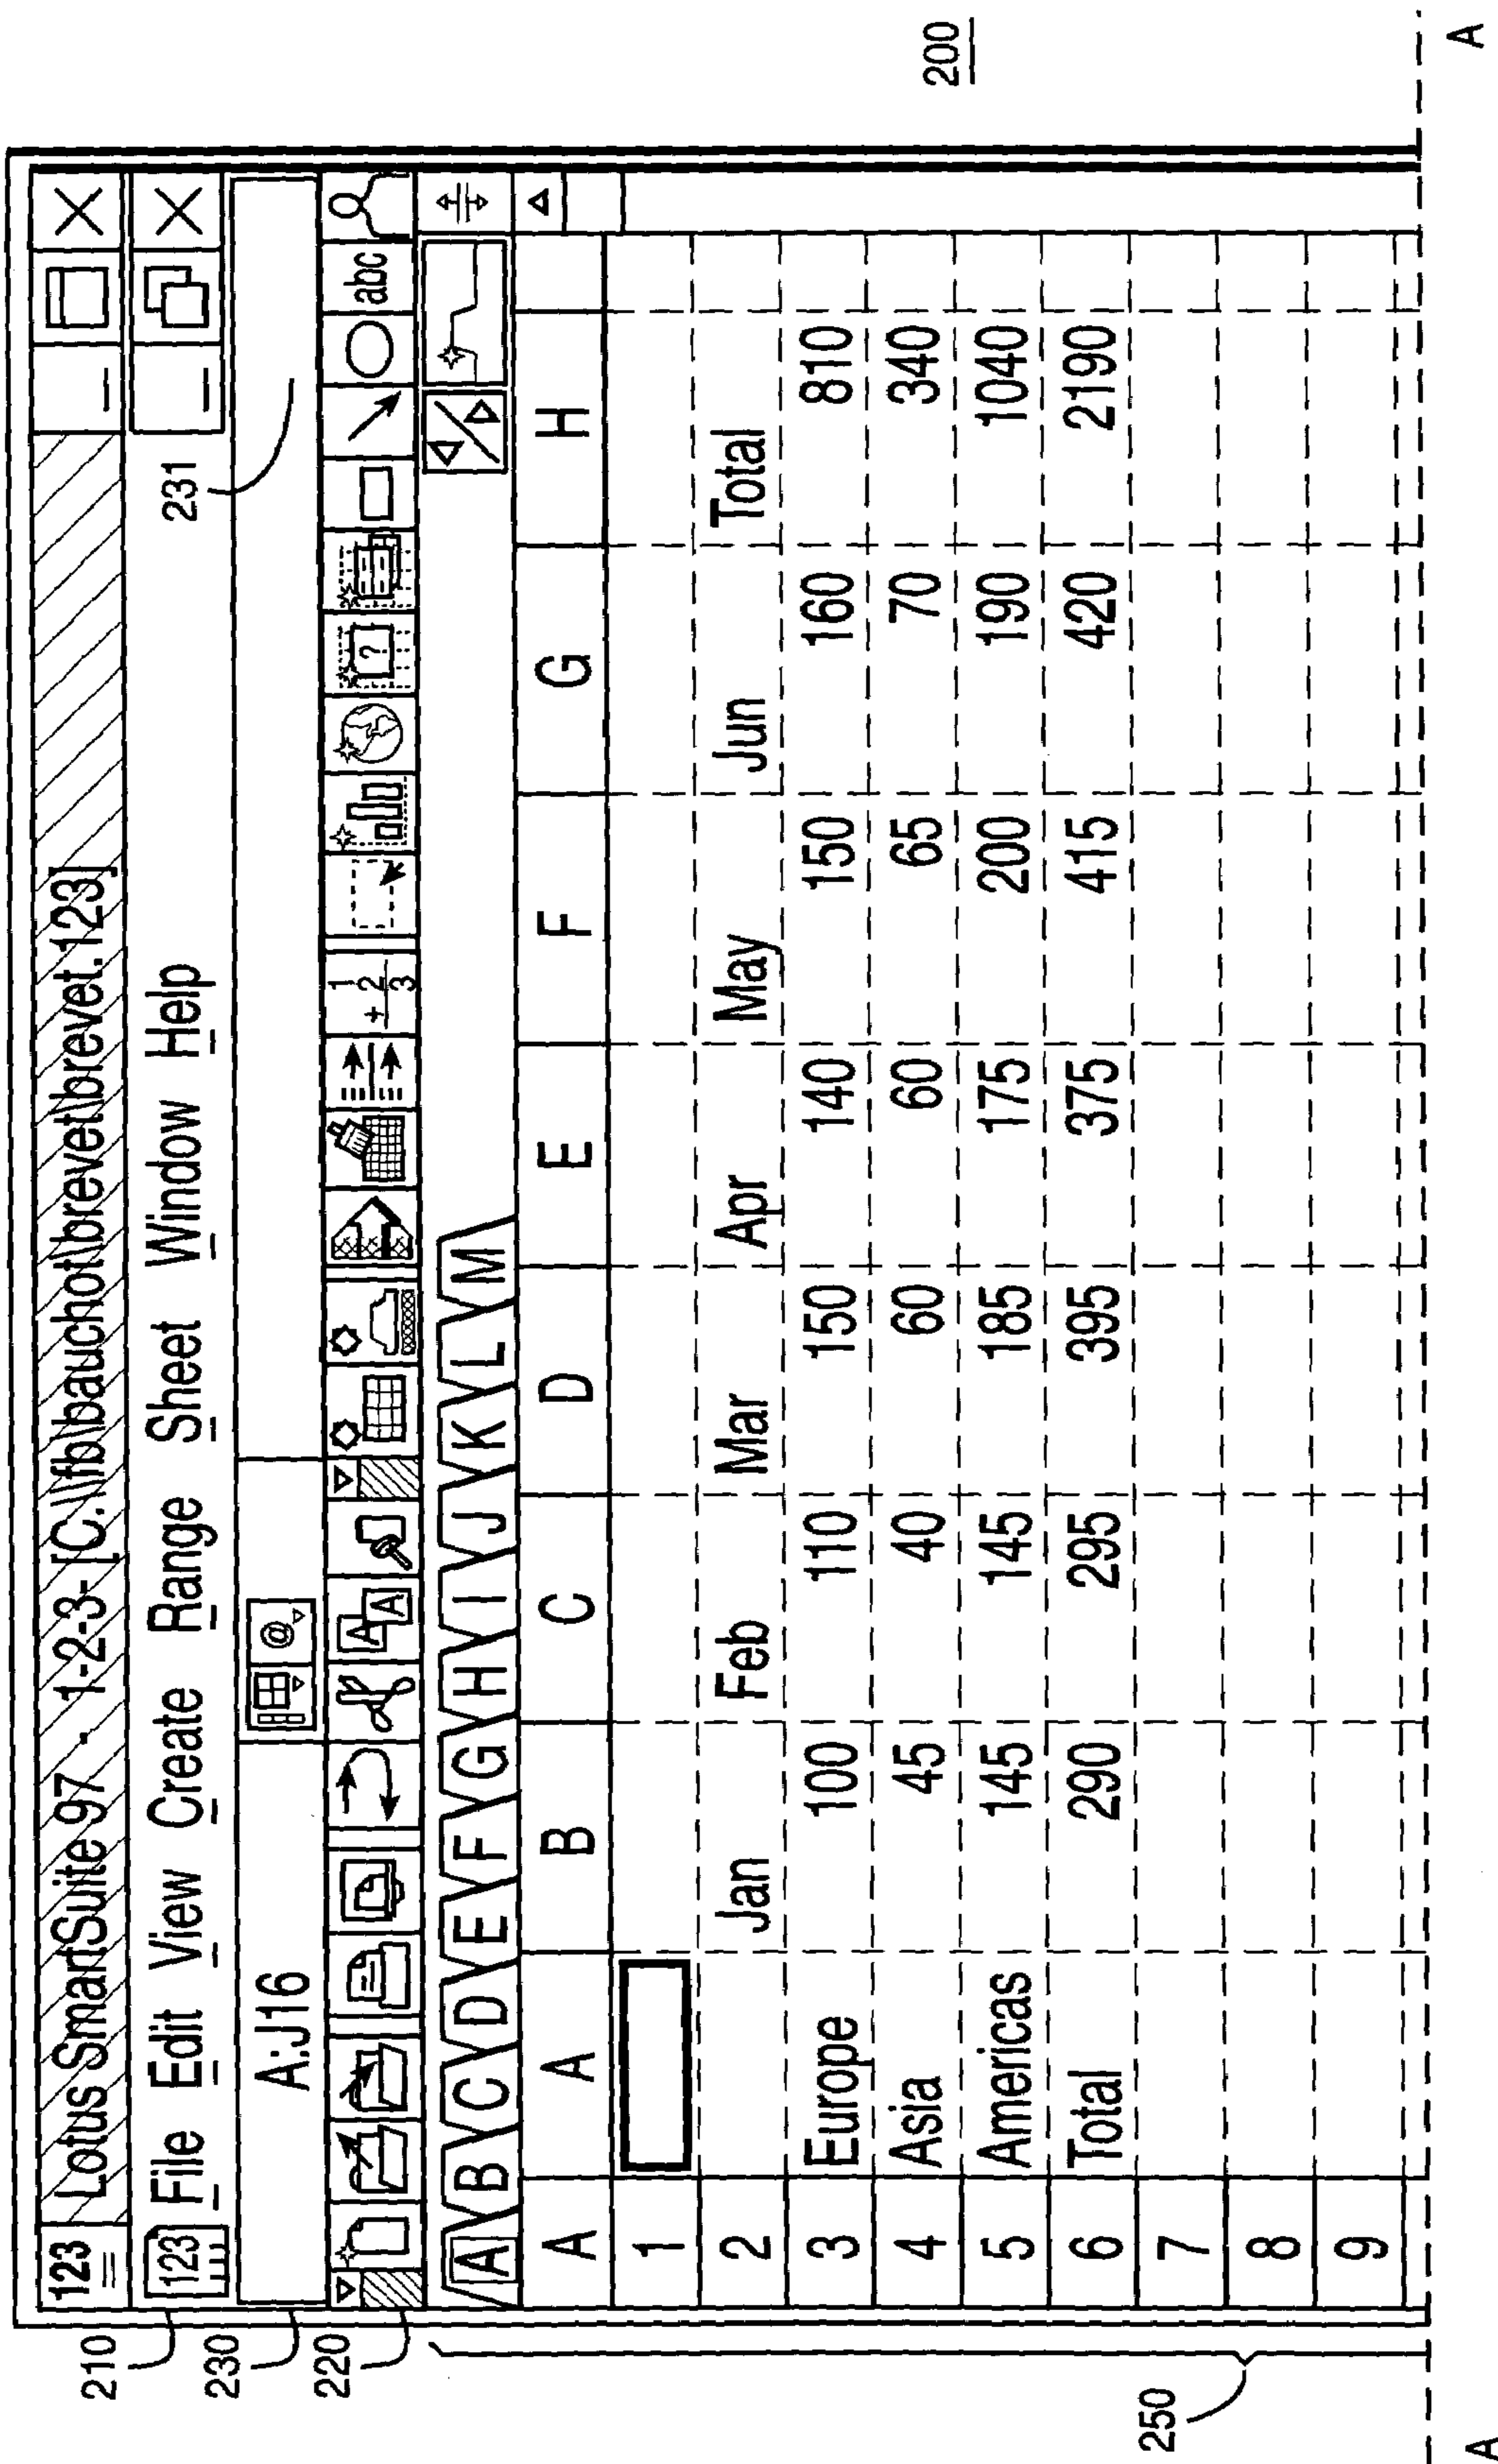 200
123 Lotus SmartSuite 97 - 1-2-3- [C:\lfb\bauchot\brevet\brevet.123]
210
123 File Edit View Create Range Sheet Window Help
231
230
A:J16 @
220
A A 1 + 2 3 ? abc
A B C D E F G H I J K L M
A A B C D E F G H
1
2 Jan Feb Mar Apr May Jun Total
3 Europe 100 110 150 140 150 160 810
4 Asia 45 40 60 60 65 70 340
5 Americas 145 145 185 175 200 190 1040
6 Total 290 295 395 375 415 420 2190
7
8
9
250
A A